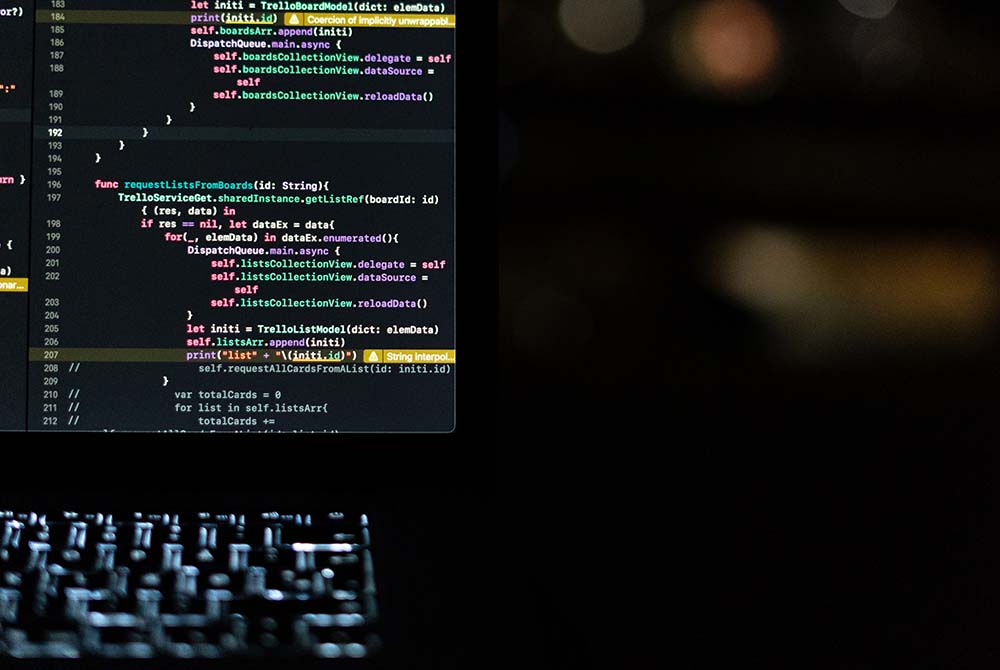 or?)
":"
urn }
{
a)
onar...
183 let initi = TrelloBoardModel(dict: elemData)
184 print(initi.id) Coercion of implicitly unwrappabl...
185 self.boardsArr.append(initi)
186 DispatchQueue.main.async {
187 self.boardsCollectionView.delegate = self
188 self.boardsCollectionView.dataSource =
self
189 self.boardsCollectionView.reloadData()
190 }
191 }
192 }
193 }
194 }
195
196 func requestListsFromBoards(id: String){
197 TrelloServiceGet.sharedInstance.getListRef(boardId: id)
{ (res, data) in
198 if res == nil, let dataEx = data{
199 for(_, elemData) in dataEx.enumerated(){
200 DispatchQueue.main.async {
201 self.listsCollectionView.delegate = self
202 self.listsCollectionView.dataSource =
self
203 self.listsCollectionView.reloadData()
204 }
205 let initi = TrelloListModel(dict: elemData)
206 self.listsArr.append(initi)
207 print("list" + "\(initi.id)") String interpol...
208 // self.requestAllCardsFromAList(id: initi.id)
209 }
210 // var totalCards = 0
211 // for list in self.listsArr{
212 // totalCards +=